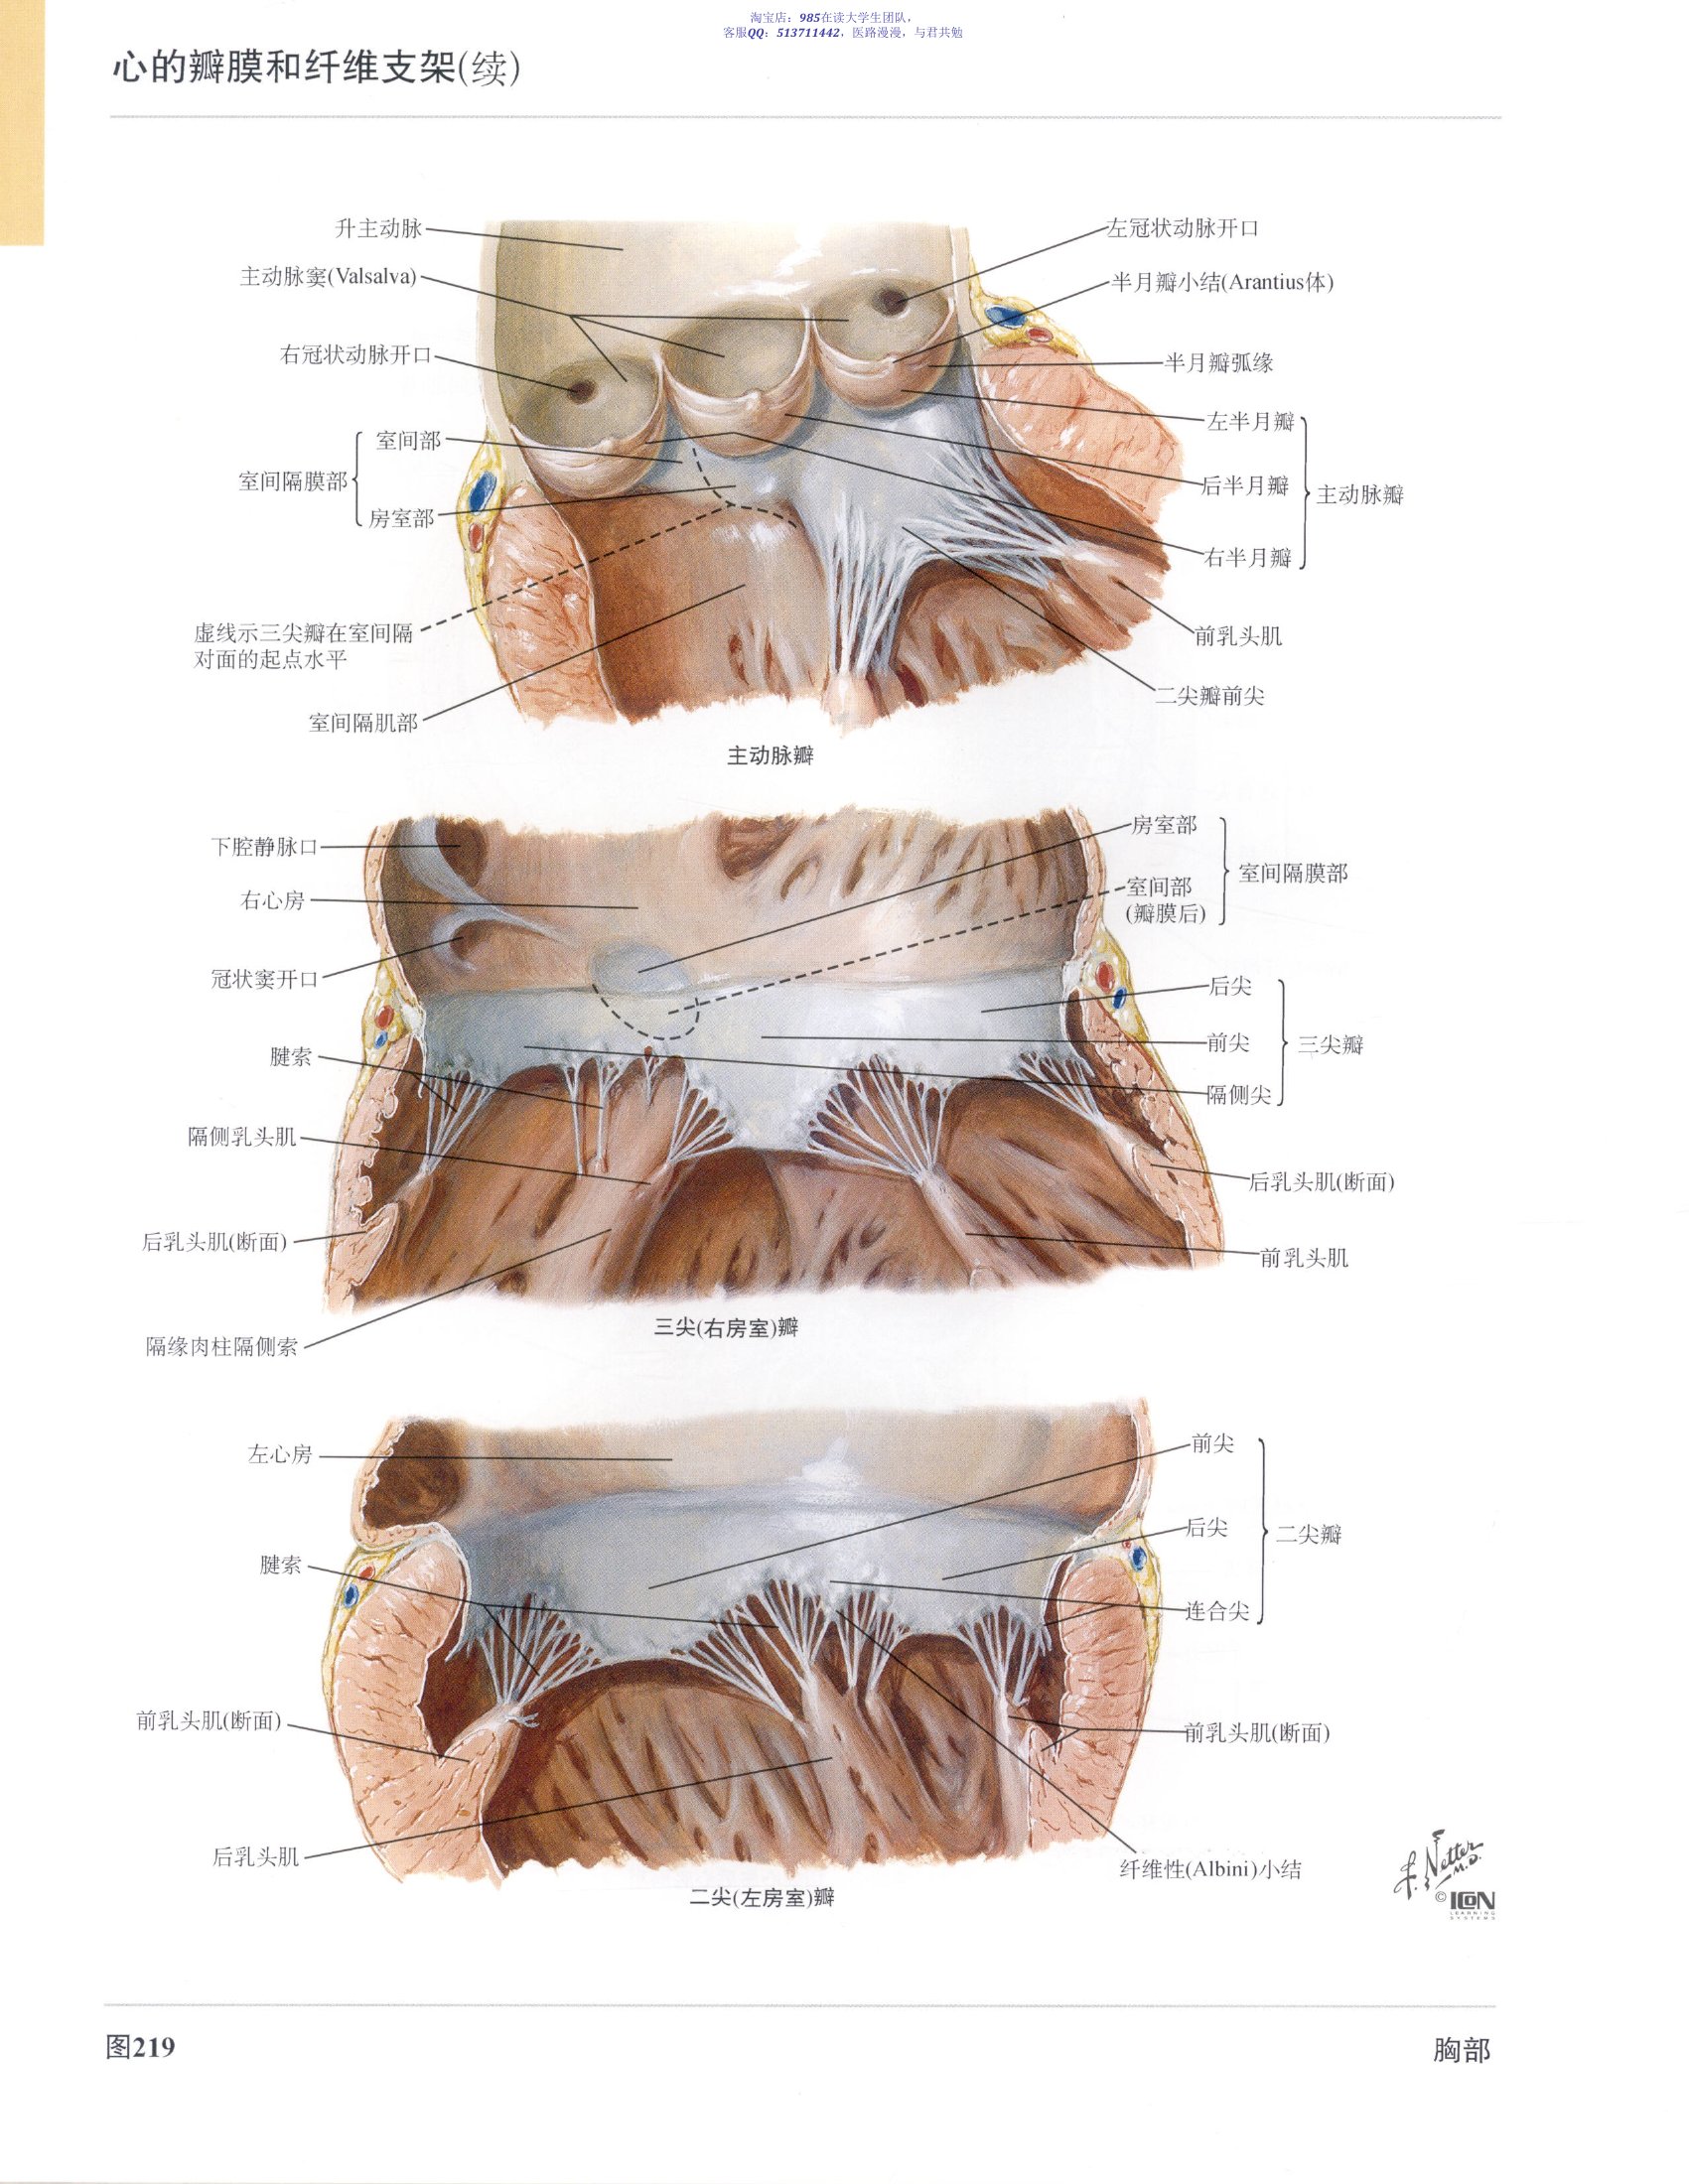 淘宝店：985在读大学生团队，
客服QQ：513711442，医路漫漫，与君共勉
心的瓣膜和纤维支架(续)
升主动脉
主动脉窦(Valsalva)
右冠状动脉开口
室间部
室间隔膜部
房室部
虚线示三尖瓣在室间隔
对面的起点水平
室间隔肌部
左冠状动脉开口
半月瓣小结(Arantius体)
半月瓣弧缘
左半月瓣
后半月瓣
主动脉瓣
右半月瓣
前乳头肌
二尖瓣前尖
主动脉瓣
下腔静脉口
右心房
冠状窦开口
腱索
隔侧乳头肌
后乳头肌(断面)
隔缘肉柱隔侧索
房室部
室间隔膜部
室间部
(瓣膜后)
后尖
前尖
三尖瓣
隔侧尖
后乳头肌(断面)
前乳头肌
三尖(右房室)瓣
左心房
腱索
前乳头肌(断面)
后乳头肌
前尖
后尖
二尖瓣
连合尖
前乳头肌(断面)
纤维性(Albini)小结
二尖(左房室)瓣
F. Netter
M.D.
© ICON
LEARNING
SYSTEMS
图219
胸部